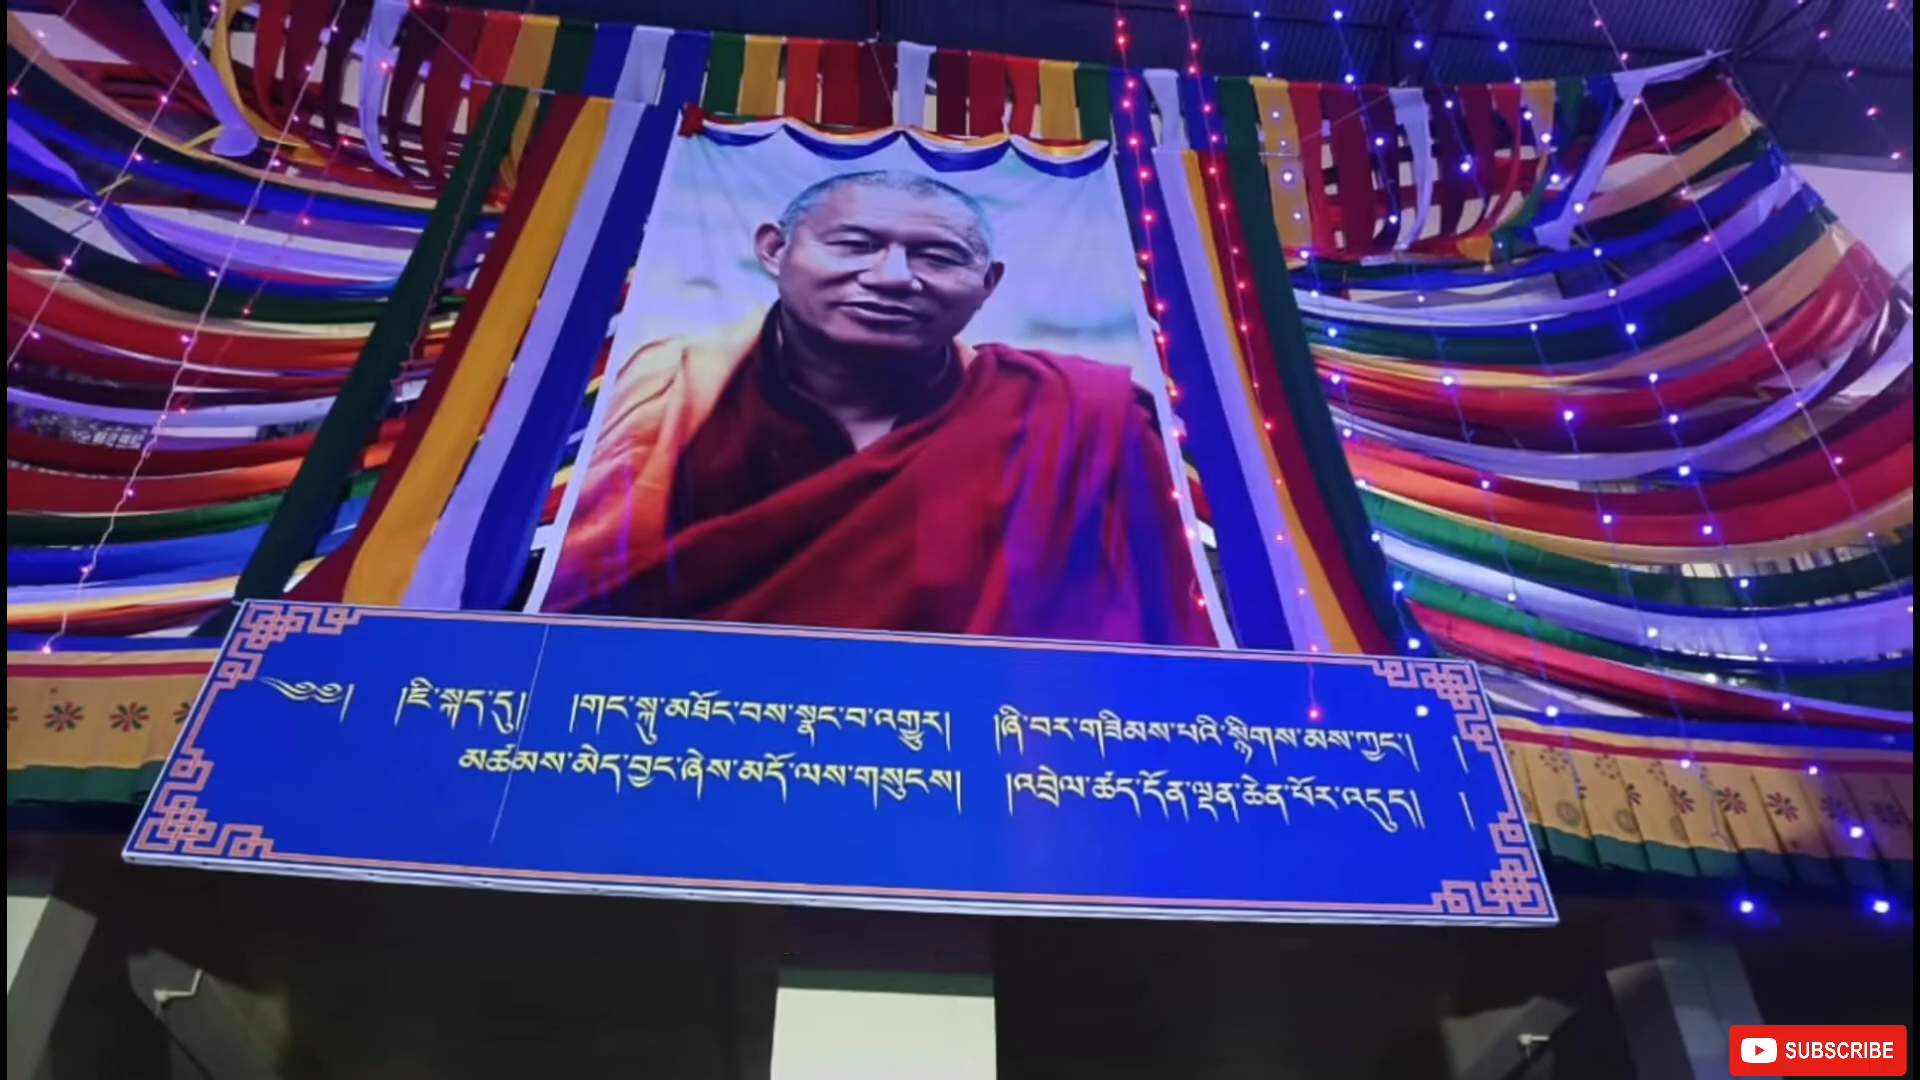 ༄༅། །ཇི་སྐད་དུ། །གང་སྐུ་མཐོང་བས་སྣང་བ་འགྱུར། །ཞི་བར་གཟིམས་པའི་སྙིགས་མས་ཀྱང་། །
མཚམས་མེད་བྱང་ཞེས་མདོ་ལས་གསུངས། །འབྲེལ་ཚད་དོན་ལྡན་ཆེན་པོར་འདུད། །
SUBSCRIBE